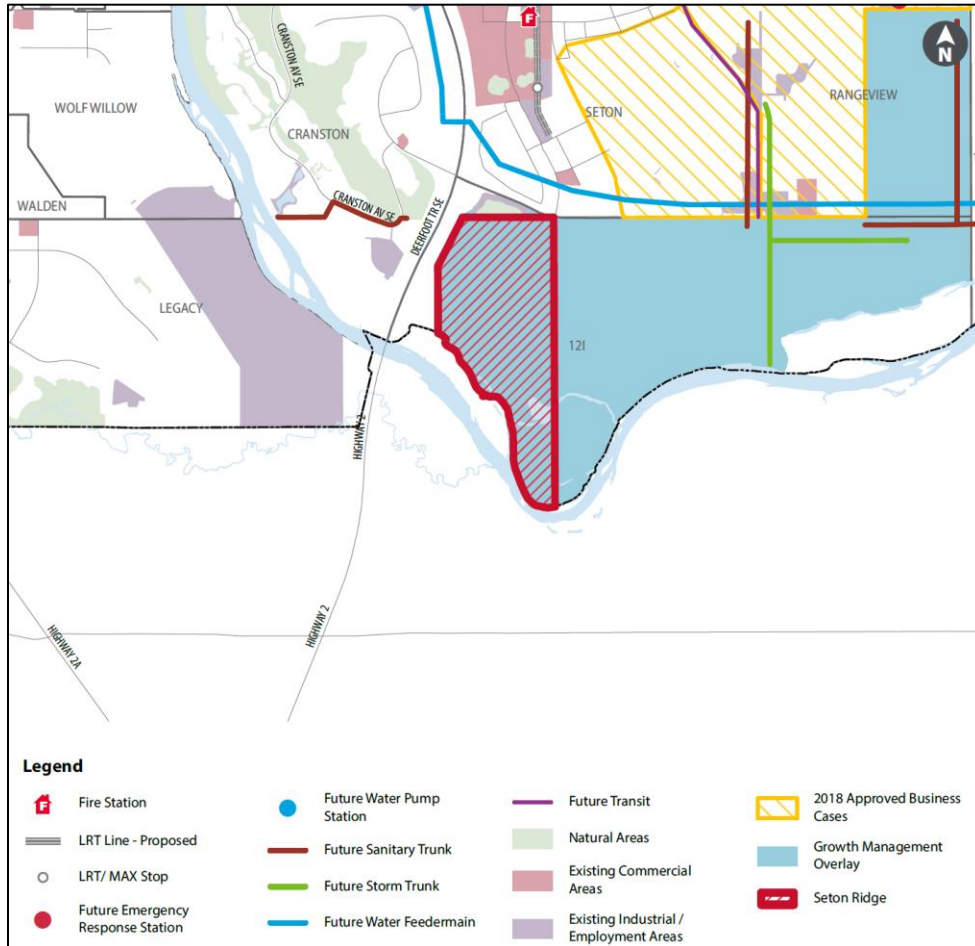 CRANSTON AV SE
N
WOLF WILLOW
F
SETON
RANGEVIEW
CRANSTON
WALDEN
CRANSTON AV SE
DEERFOOT TR SE
LEGACY
12I
HIGHWAY 2
HIGHWAY 2A
HIGHWAY 2
Legend
F
Fire Station
LRT Line - Proposed
LRT/ MAX Stop
Future Emergency
Response Station
Future Water Pump
Station
Future Sanitary Trunk
Future Storm Trunk
Future Water Feedermain
Future Transit
Natural Areas
Existing Commercial
Areas
Existing Industrial /
Employment Areas
2018 Approved Business
Cases
Growth Management
Overlay
Seton Ridge